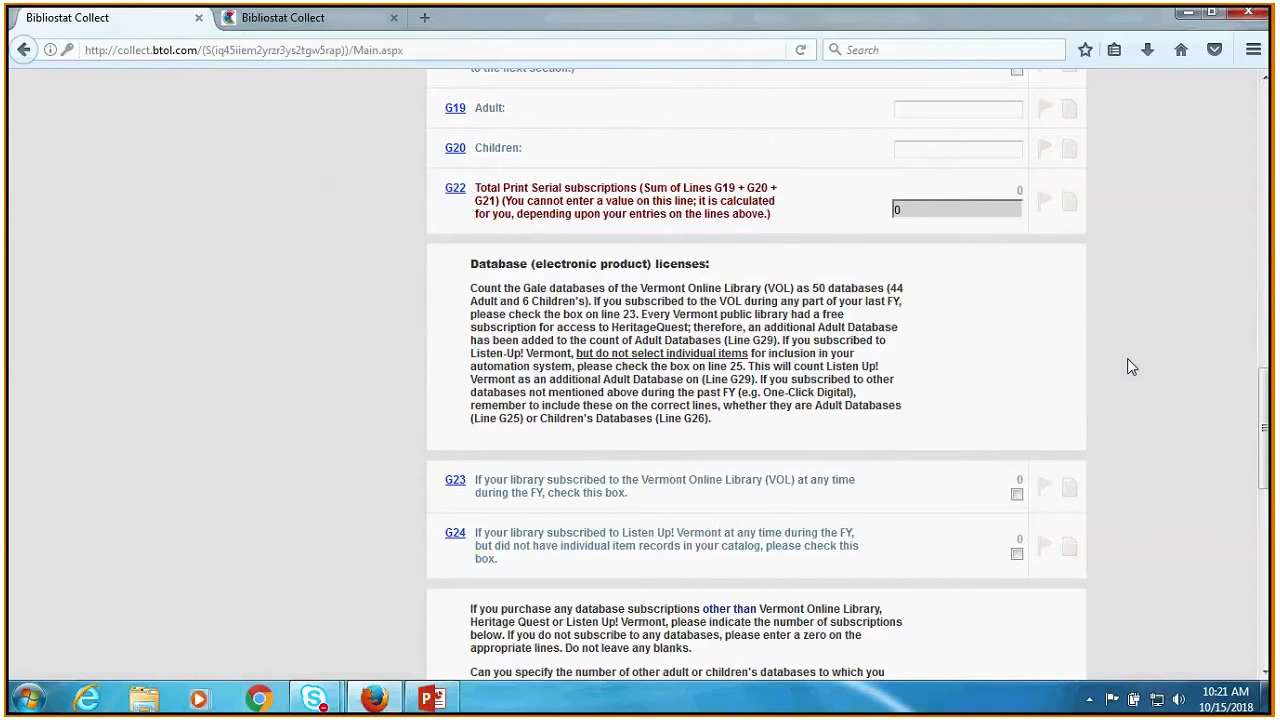 Bibliostat Collect
Bibliostat Collect
http://collect.btol.com/(S(iq45iiem2yrzr3ys2tgw5rap))/Main.aspx
Search
to the next section.)
G19 Adult:
G20 Children:
G22 Total Print Serial subscriptions (Sum of Lines G19 + G20 +
G21) (You cannot enter a value on this line; it is calculated
for you, depending upon your entries on the lines above.)
0
0
Database (electronic product) licenses:
Count the Gale databases of the Vermont Online Library (VOL) as 50 databases (44
Adult and 6 Children's). If you subscribed to the VOL during any part of your last FY,
please check the box on line 23. Every Vermont public library had a free
subscription for access to HeritageQuest; therefore, an additional Adult Database
has been added to the count of Adult Databases (Line G29). If you subscribed to
Listen-Up! Vermont, but do not select individual items for inclusion in your
automation system, please check the box on line 25. This will count Listen Up!
Vermont as an additional Adult Database on (Line G29). If you subscribed to other
databases not mentioned above during the past FY (e.g. One-Click Digital),
remember to include these on the correct lines, whether they are Adult Databases
(Line G25) or Children's Databases (Line G26).
G23 If your library subscribed to the Vermont Online Library (VOL) at any time
during the FY, check this box.
0
G24 If your library subscribed to Listen Up! Vermont at any time during the FY,
but did not have individual item records in your catalog, please check this
box.
0
If you purchase any database subscriptions other than Vermont Online Library,
Heritage Quest or Listen Up! Vermont, please indicate the number of subscriptions
below. If you do not subscribe to any databases, please enter a zero on the
appropriate lines. Do not leave any blanks.
Can you specify the number of other adult or children's databases to which you
10:21 AM
10/15/2018